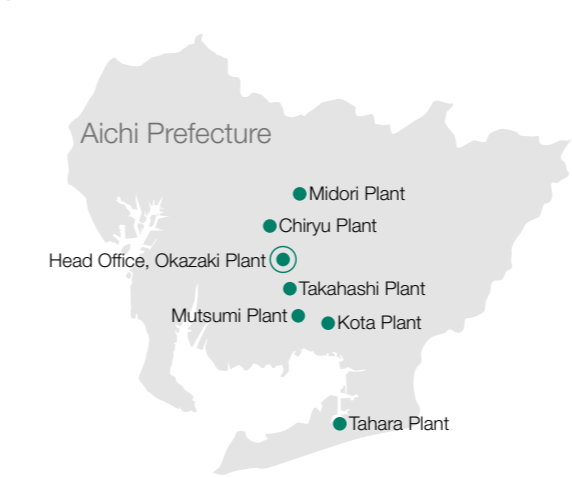 Aichi Prefecture
Midori Plant
Chiryu Plant
Head Office, Okazaki Plant
Takahashi Plant
Mutsumi Plant
Kota Plant
Tahara Plant